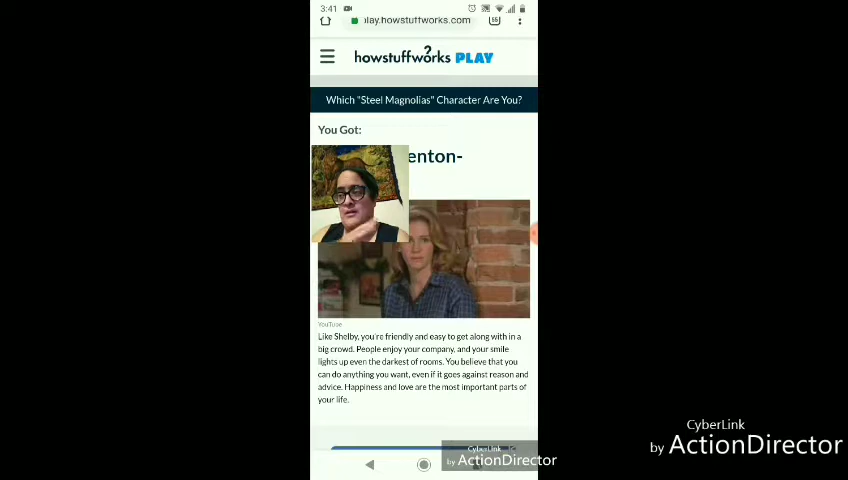 3:41
play.howstuffworks.com
55
howstuffworks PLAY
Which "Steel Magnolias" Character Are You?
You Got:
enton-
YouTube
Like Shelby, you're friendly and easy to get along with in a
big crowd. People enjoy your company, and your smile
lights up even the darkest of rooms. You believe that you
can do anything you want, even if it goes against reason and
advice. Happiness and love are the most important parts of
your life.
CyberLink
by ActionDirector
CyberLink
by ActionDirector